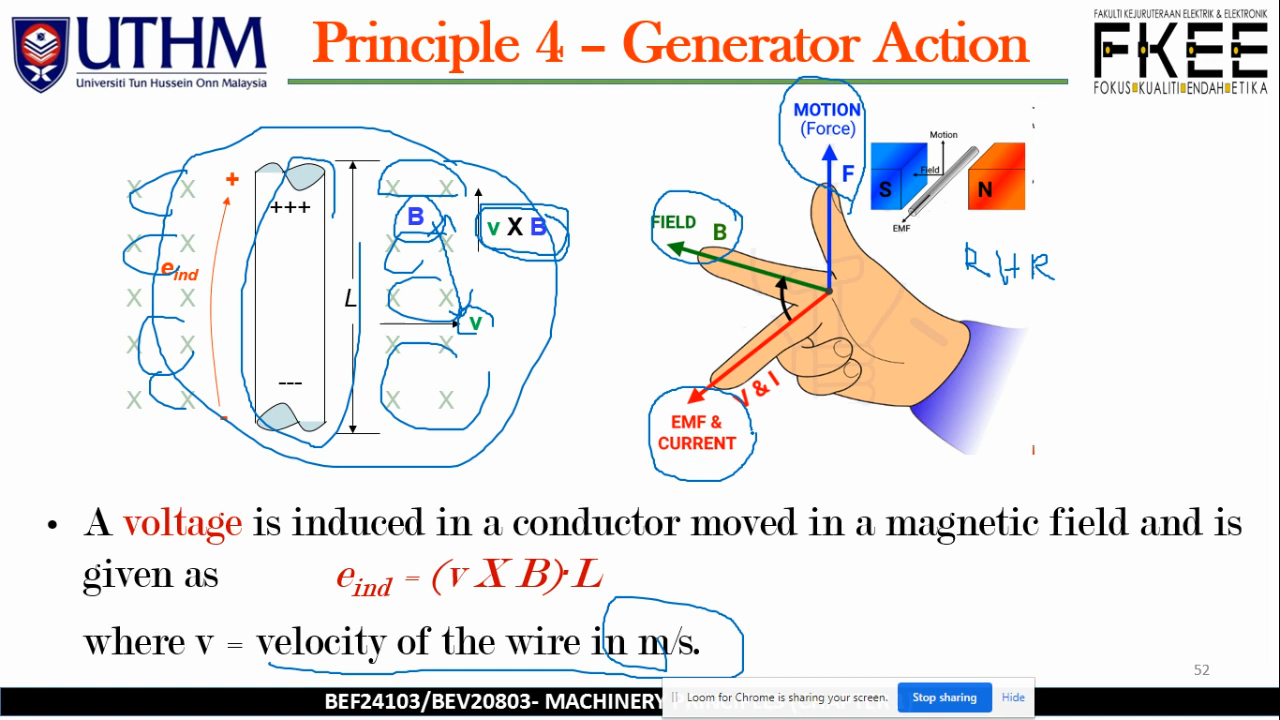 UTHM
Universiti Tun Hussein Onn Malaysia
Principle 4 – Generator Action
FAKULTI KEJURUTERAAN ELEKTRIK & ELEKTRONIK
FKEE
FOKUS KUALITI ENDAH ETIKA
X X + +++ X X
B v X B
X X X X
eind
X X L X X
v
X X X X
---
X X - X X
MOTION
(Force)
F
FIELD B
V & I
EMF &
CURRENT
Motion
Field
S N
EMF
RHR
• A voltage is induced in a conductor moved in a magnetic field and is
given as eind = (v X B)·L
where v = velocity of the wire in m/s.
52
BEF24103/BEV20803- MACHINERY
Loom for Chrome is sharing your screen. Stop sharing Hide